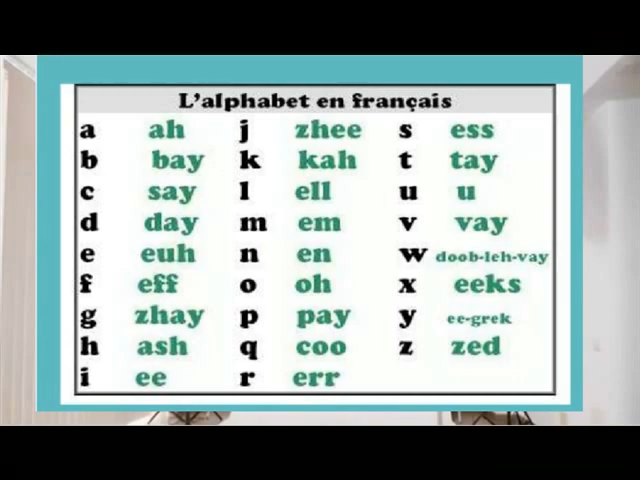 L'alphabet en français
a ah j zhee s ess
b bay k kah t tay
c say l ell u u
d day m em v vay
e euh n en w doob-leh-vay
f eff o oh x eeks
g zhay p pay y ee-grek
h ash q coo z zed
i ee r err